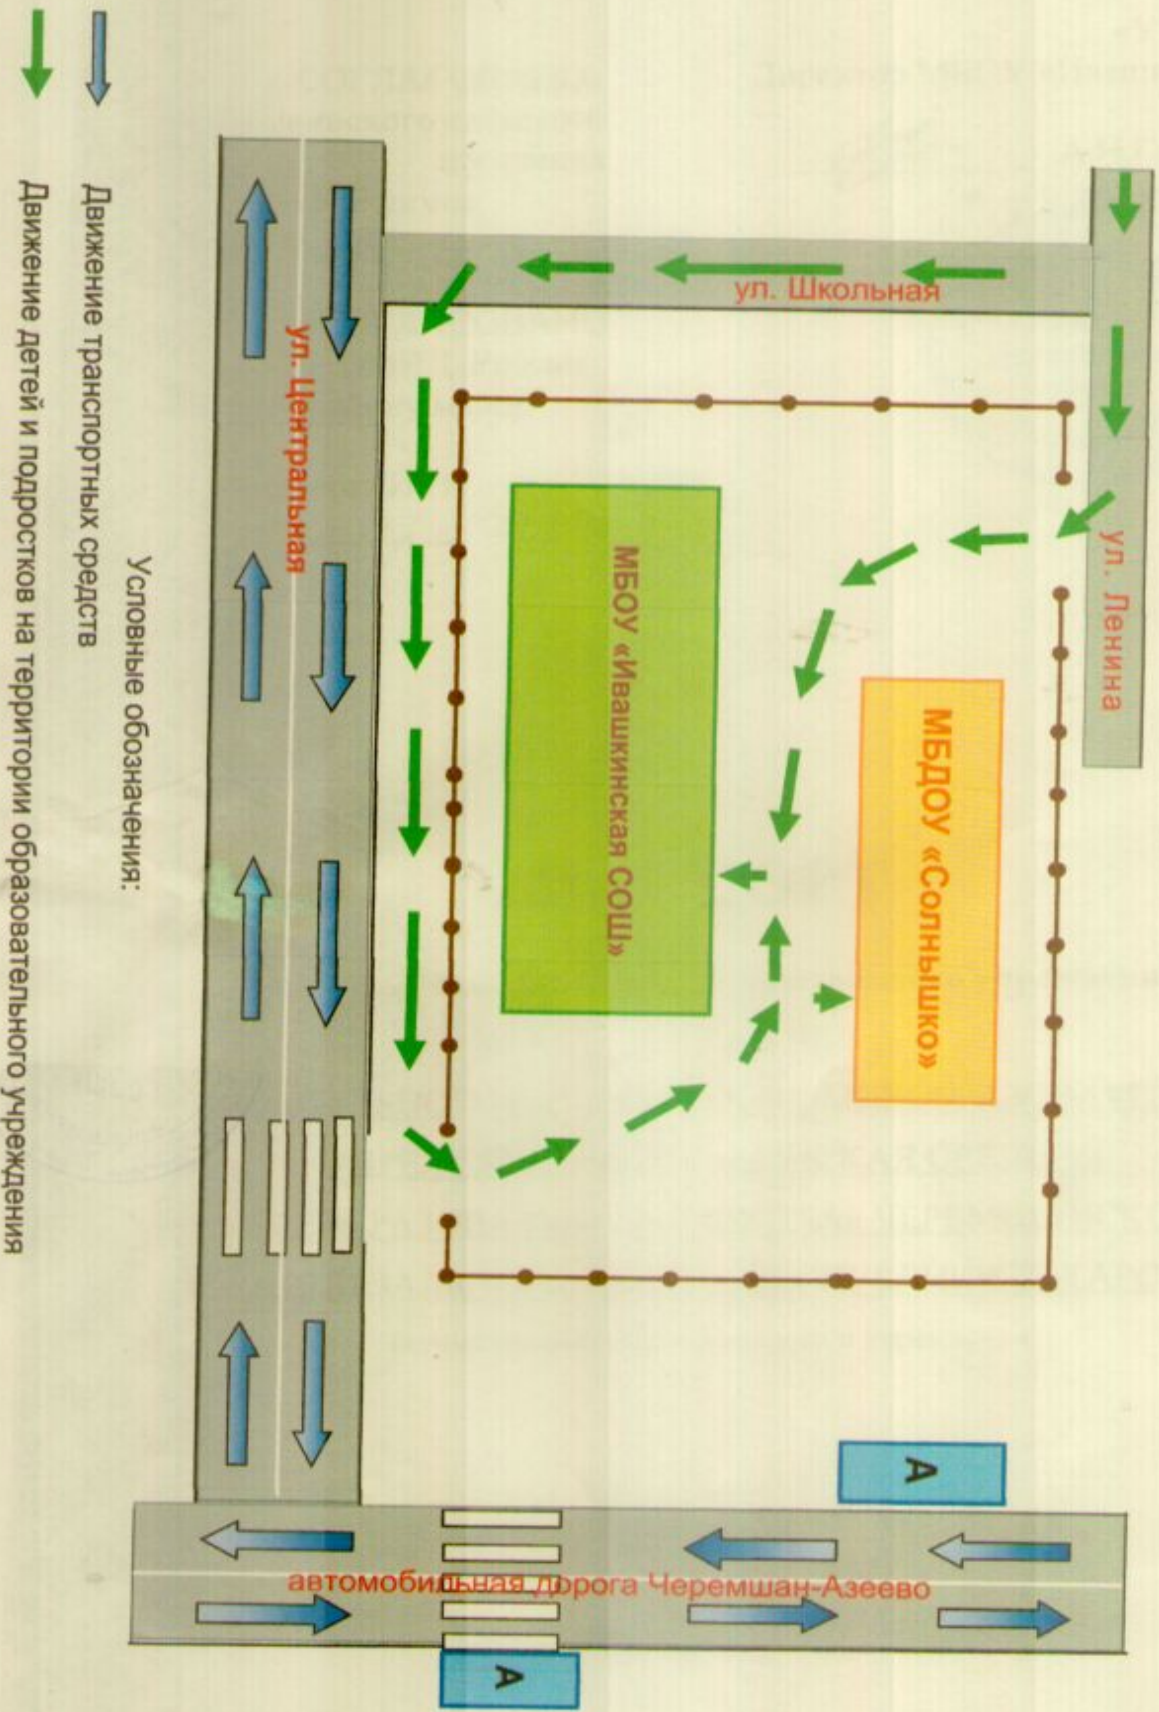 ул. Ленина
ул. Школьная
МБДОУ «Солнышко»
МБОУ «Ивашкинская СОШ»
А
ул. Центральная
автомобильная дорога Черемшан-Азеево
А
Условные обозначения:
Движение транспортных средств
Движение детей и подростков на территории образовательного учреждения